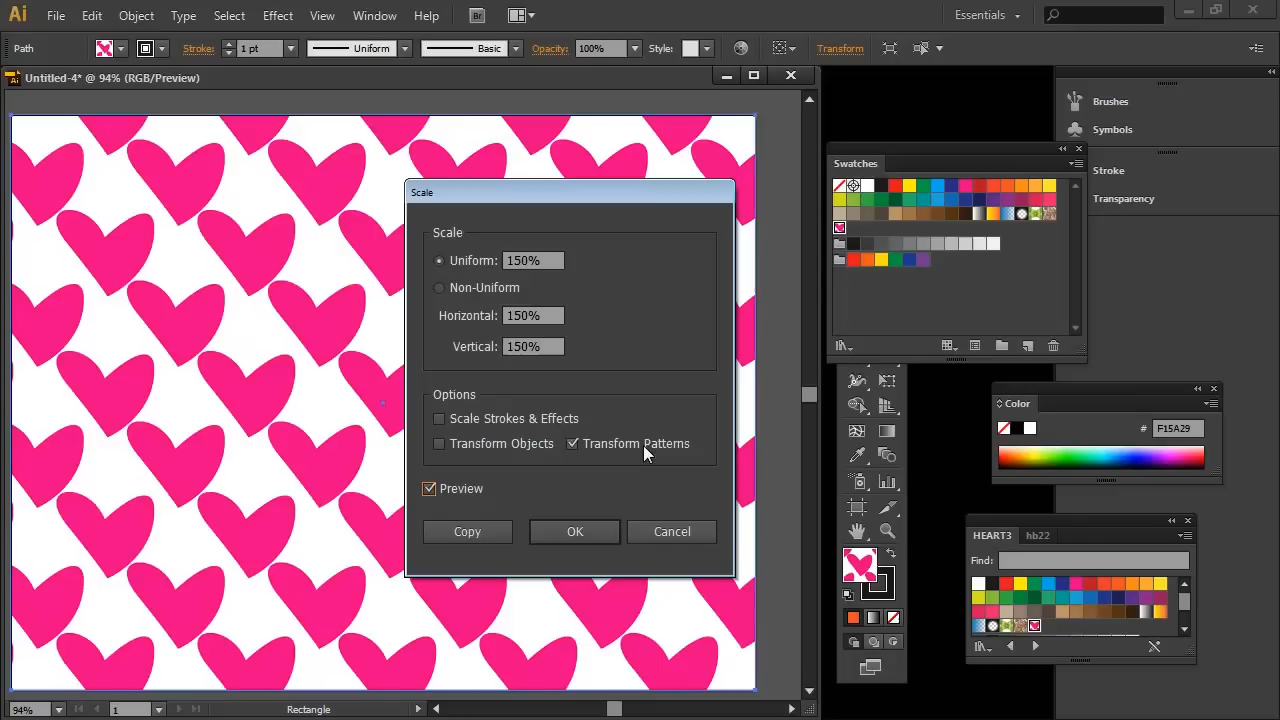 Ai File Edit Object Type Select Effect View Window Help Br Essentials
Path Stroke: 1 pt Uniform Basic Opacity: 100% Style: Transform
Untitled-4* @ 94% (RGB/Preview)
Brushes
Symbols
Stroke
Transparency
Swatches
Scale
Scale
Uniform: 150%
Non-Uniform
Horizontal: 150%
Vertical: 150%
Options
Scale Strokes & Effects
Transform Objects Transform Patterns
Preview
Copy OK Cancel
Color
# F15A29
HEART3 hb22
Find:
94% 1 Rectangle